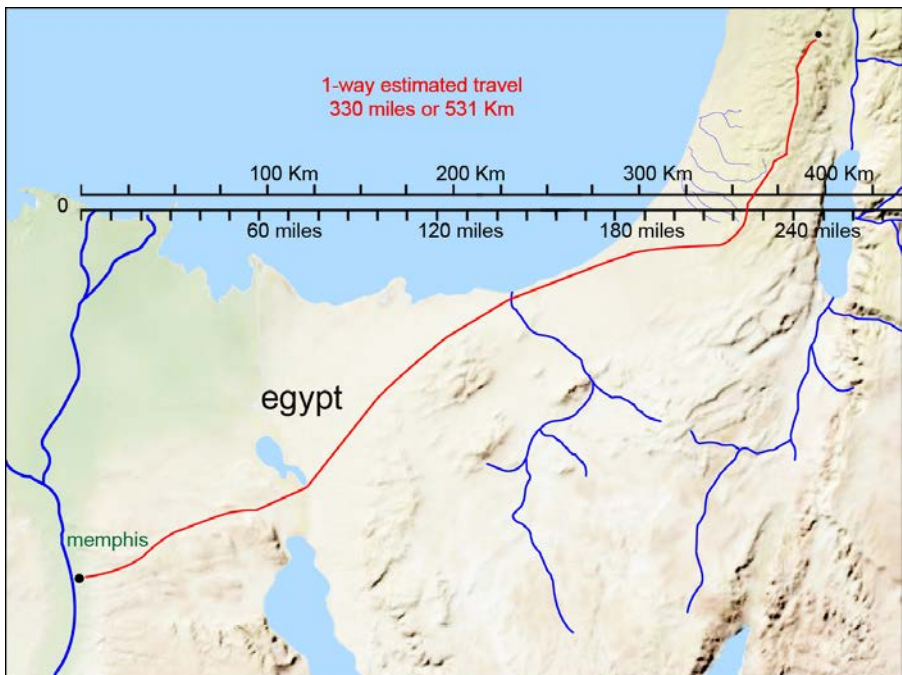 1-way estimated travel
330 miles or 531 Km
100 Km 200 Km 300 Km 400 Km
0
60 miles 120 miles 180 miles 240 miles
egypt
memphis